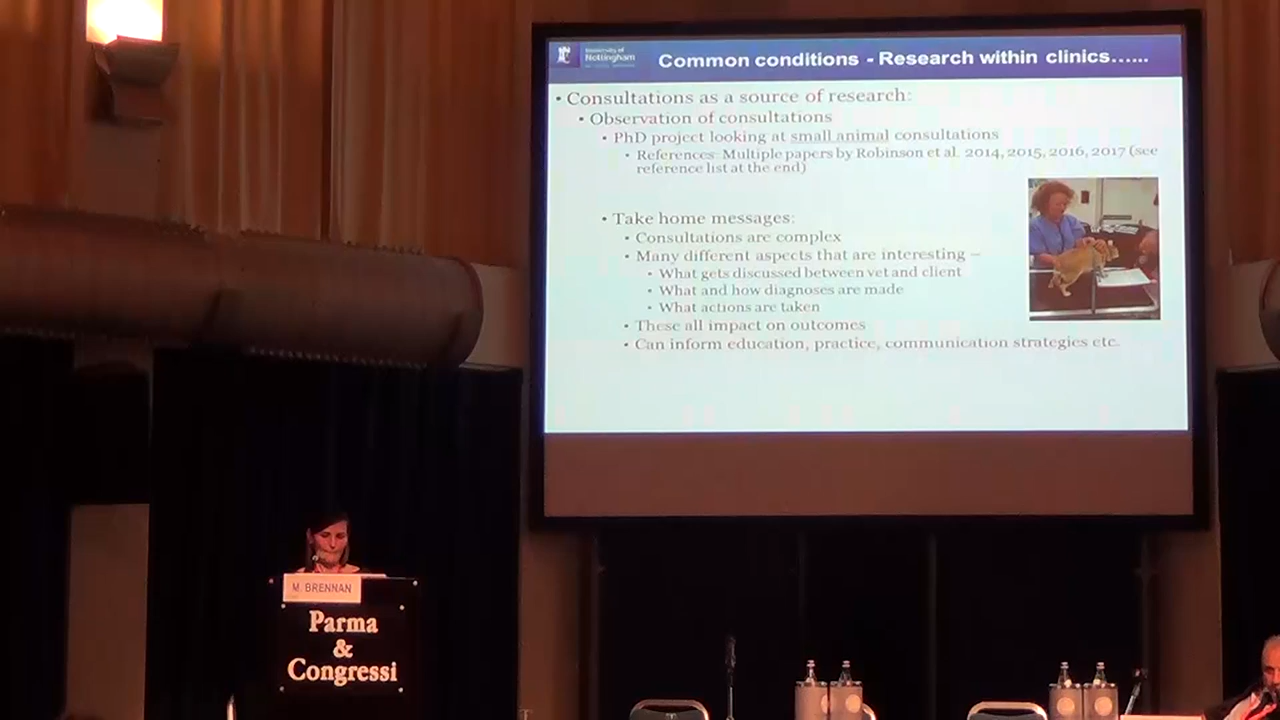 University of
Nottingham
Common conditions - Research within clinics......
• Consultations as a source of research:
• Observation of consultations
• PhD project looking at small animal consultations
• References: Multiple papers by Robinson et al. 2014, 2015, 2016, 2017 (see
reference list at the end)
• Take home messages:
• Consultations are complex
• Many different aspects that are interesting –
• What gets discussed between vet and client
• What and how diagnoses are made
• What actions are taken
• These all impact on outcomes
• Can inform education, practice, communication strategies etc.
M. BRENNAN
Parma
&
Congressi